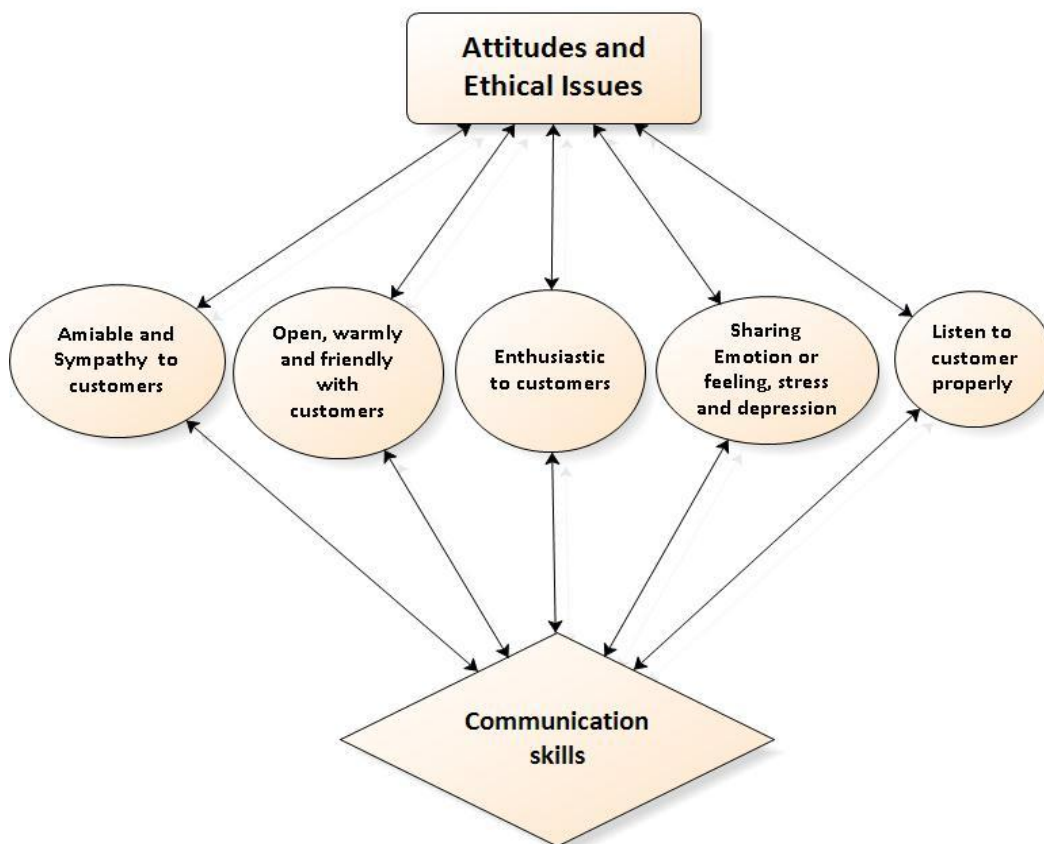 Attitudes and
Ethical Issues
Amiable and
Sympathy to
customers
Open, warmly
and friendly
with
customers
Enthusiastic
to customers
Sharing
Emotion or
feeling, stress
and depression
Listen to
customer
properly
Communication
skills